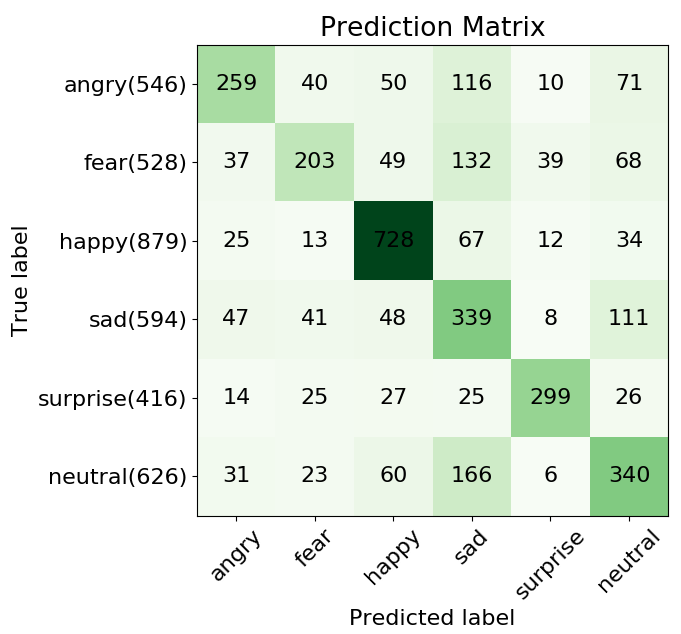 Prediction Matrix
angry(546) 259 40 50 116 10 71
fear(528) 37 203 49 132 39 68
happy(879) 25 13 728 67 12 34
sad(594) 47 41 48 339 8 111
surprise(416) 14 25 27 25 299 26
neutral(626) 31 23 60 166 6 340
True label
angry fear happy sad surprise neutral
Predicted label